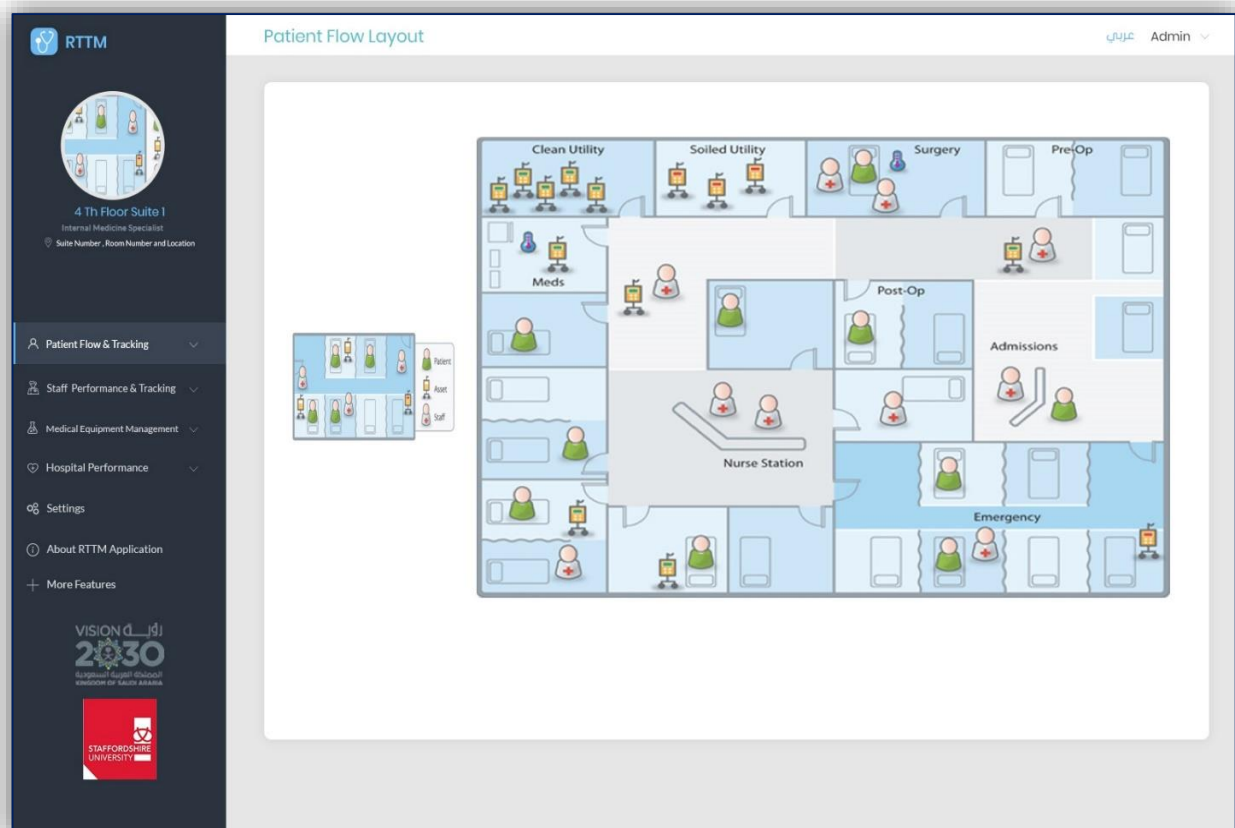 RTTM
Patient Flow Layout
عربي
Admin
4 Th Floor Suite 1
Internal Medicine Specialist
Suite Number , Room Number and Location
Patient Flow & Tracking
Staff Performance & Tracking
Medical Equipment Management
Hospital Performance
Settings
About RTTM Application
More Features
VISION رؤيــة
2030
المملكة العربية السعودية
KINGDOM OF SAUDI ARABIA
STAFFORDSHIRE
UNIVERSITY
Patient
Asset
Staff
Clean Utility
Soiled Utility
Surgery
Pre-Op
Meds
Post-Op
Admissions
Nurse Station
Emergency